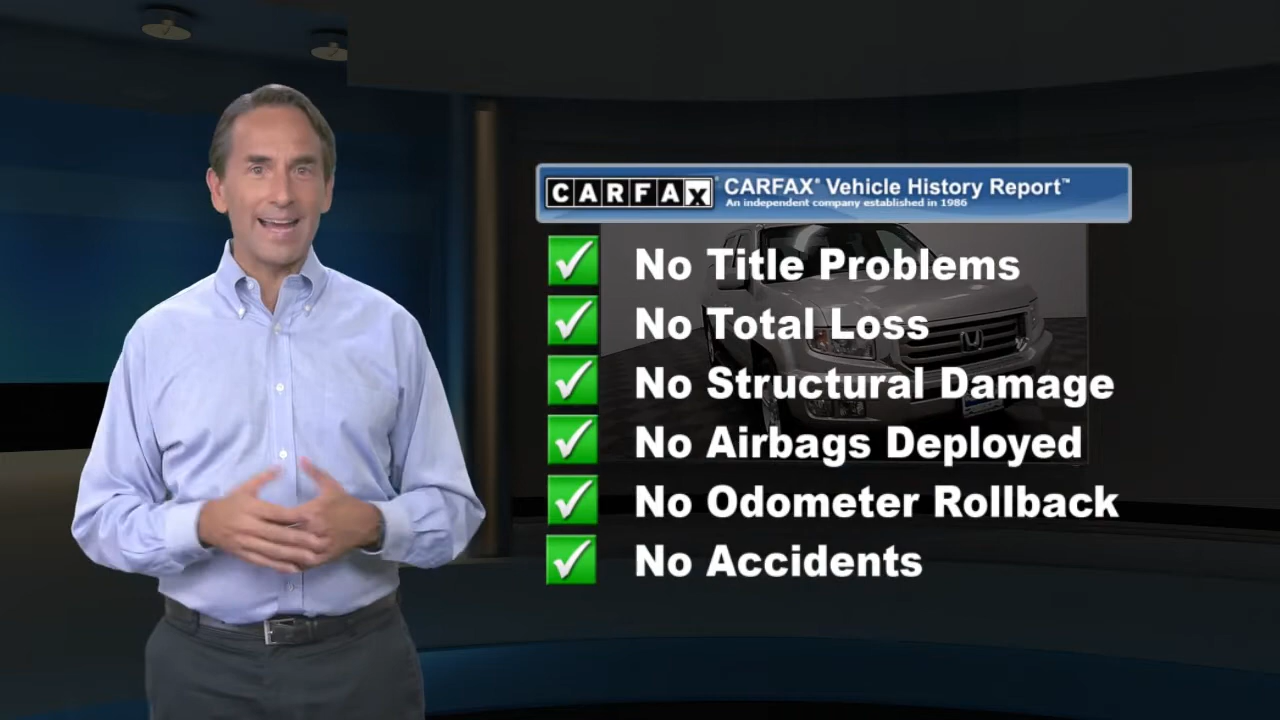 CARFAX® CARFAX® Vehicle History Report™
An independent company established in 1986
No Title Problems
No Total Loss
No Structural Damage
No Airbags Deployed
No Odometer Rollback
No Accidents